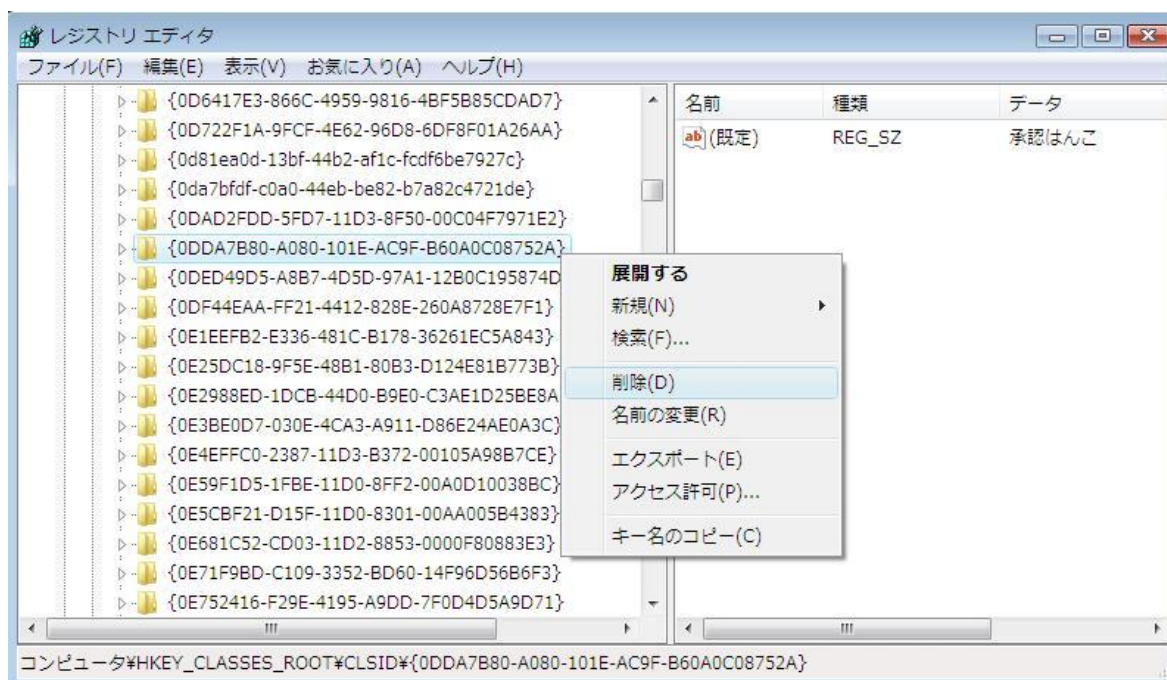 レジストリ エディタ
ファイル(F) 編集(E) 表示(V) お気に入り(A) ヘルプ(H)
{0D6417E3-866C-4959-9816-4BF5B85CDAD7}
{0D722F1A-9FCF-4E62-96D8-6DF8F01A26AA}
{0d81ea0d-13bf-44b2-af1c-fcdf6be7927c}
{0da7bfdf-c0a0-44eb-be82-b7a82c4721de}
{0DAD2FDD-5FD7-11D3-8F50-00C04F7971E2}
{0DDA7B80-A080-101E-AC9F-B60A0C08752A}
{0DED49D5-A8B7-4D5D-97A1-12B0C195874D
{0DF44EAA-FF21-4412-828E-260A8728E7F1}
{0E1EEFB2-E336-481C-B178-36261EC5A843}
{0E25DC18-9F5E-48B1-80B3-D124E81B773B}
{0E2988ED-1DCB-44D0-B9E0-C3AE1D25BE8A
{0E3BE0D7-030E-4CA3-A911-D86E24AE0A3C}
{0E4EFFC0-2387-11D3-B372-00105A98B7CE}
{0E59F1D5-1FBE-11D0-8FF2-00A0D10038BC}
{0E5CBF21-D15F-11D0-8301-00AA005B4383}
{0E681C52-CD03-11D2-8853-0000F80883E3}
{0E71F9BD-C109-3352-BD60-14F96D56B6F3}
{0E752416-F29E-4195-A9DD-7F0D4D5A9D71}
名前 種類 データ
(既定) REG_SZ 承認はんこ
展開する
新規(N)
検索(F)...
削除(D)
名前の変更(R)
エクスポート(E)
アクセス許可(P)...
キー名のコピー(C)
コンピュータ¥HKEY_CLASSES_ROOT¥CLSID¥{0DDA7B80-A080-101E-AC9F-B60A0C08752A}